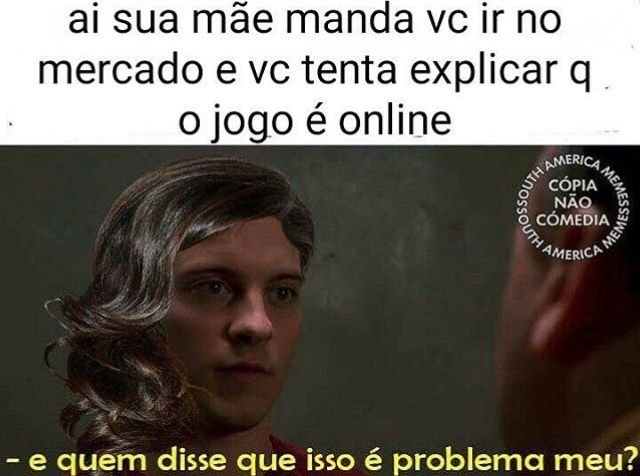 ai sua mãe manda vc ir no
mercado e vc tenta explicar q
o jogo é online
SOUTH AMERICA MEMES
CÓPIA
NÃO
CÓMEDIA
SOUTH AMERICA MEMES
- e quem disse que isso é problema meu?